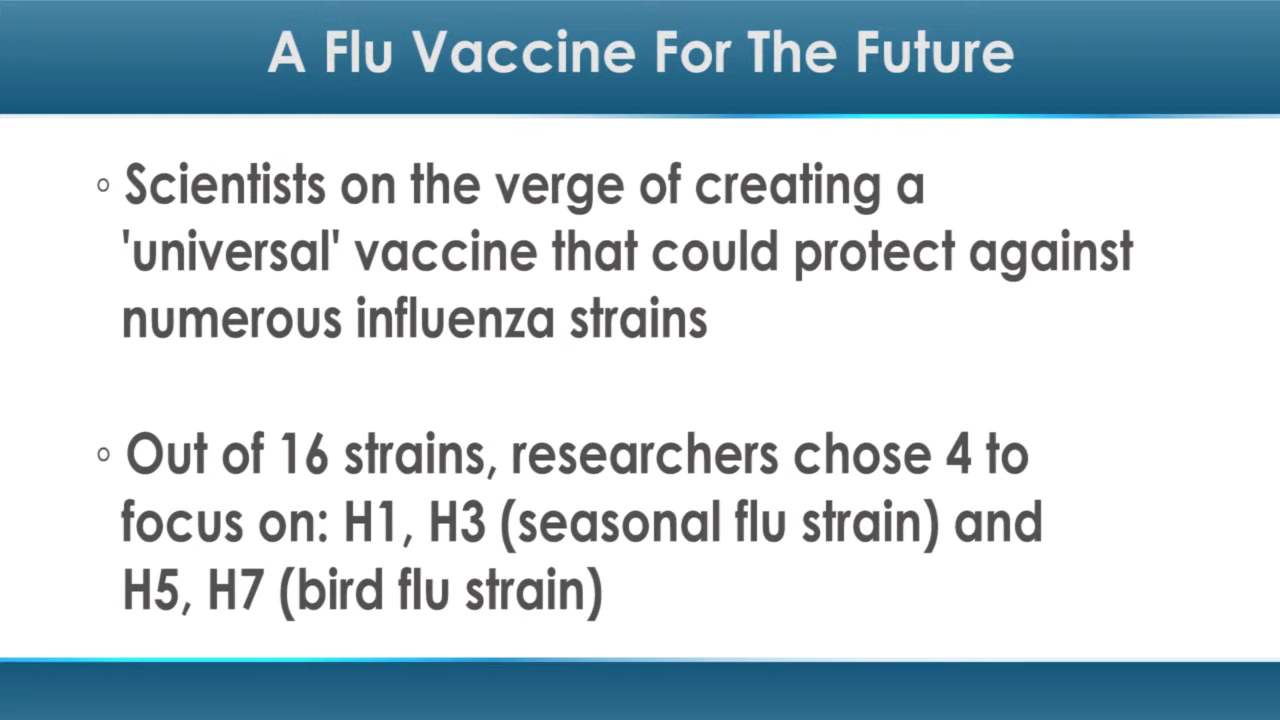 A Flu Vaccine For The Future
◦ Scientists on the verge of creating a
'universal' vaccine that could protect against
numerous influenza strains
◦ Out of 16 strains, researchers chose 4 to
focus on: H1, H3 (seasonal flu strain) and
H5, H7 (bird flu strain)